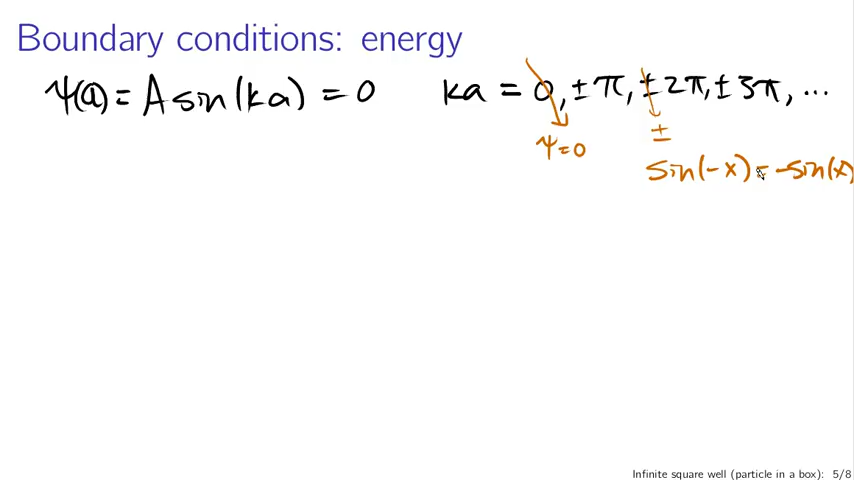 Boundary conditions: energy
ψ(a) = A sin(ka) = 0    ka = 0, ±π, ±2π, ±3π, ...
ψ=0
±
sin(-x) = -sin(x)
Infinite square well (particle in a box): 5/8